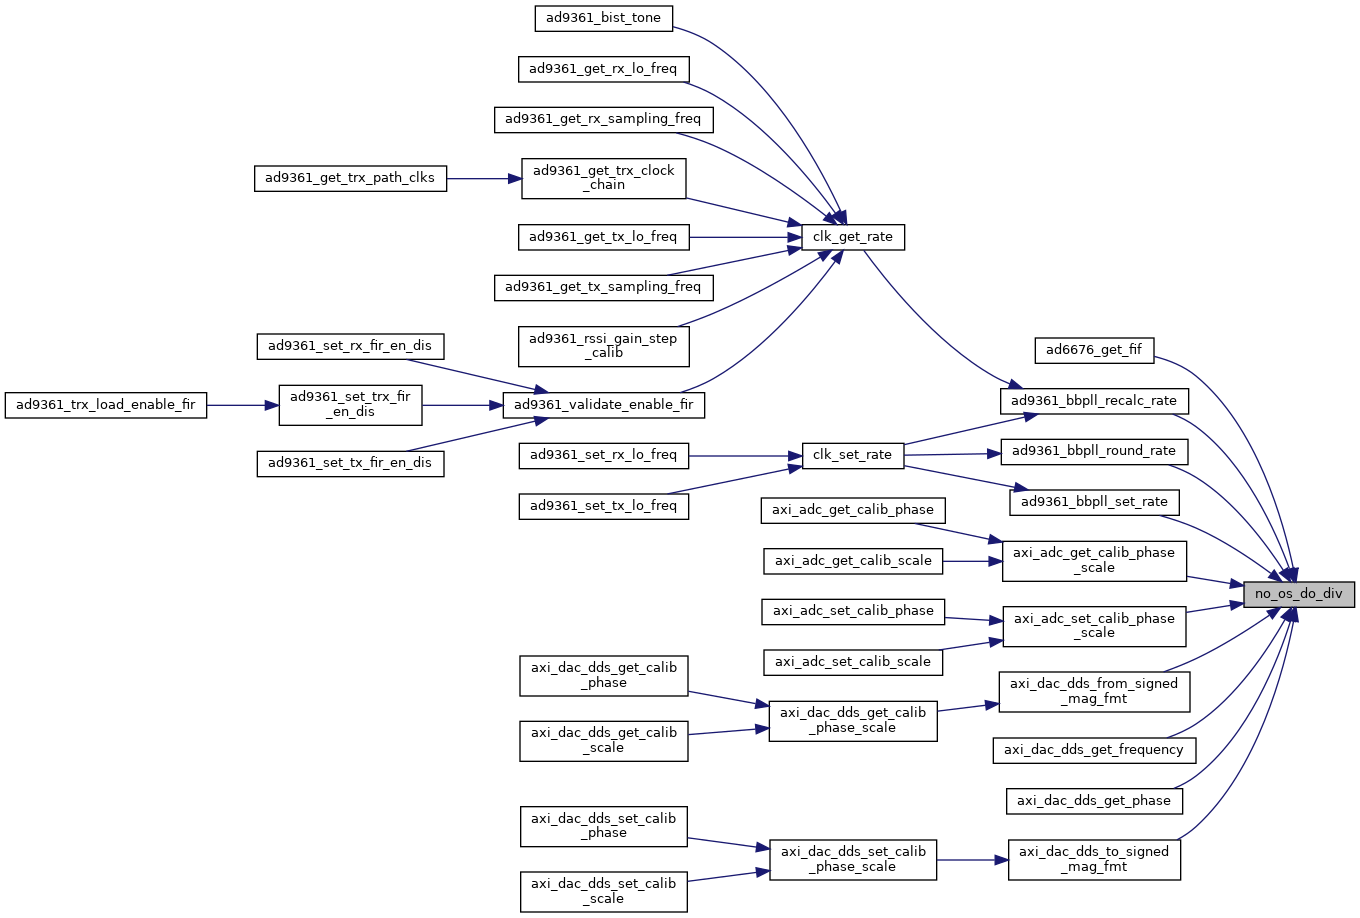 ad9361_bist_tone
ad9361_get_rx_lo_freq
ad9361_get_rx_sampling_freq
ad9361_get_trx_path_clks
ad9361_get_trx_clock
_chain
ad9361_get_tx_lo_freq
clk_get_rate
ad9361_get_tx_sampling_freq
ad9361_rssi_gain_step
_calib
ad9361_set_rx_fir_en_dis
ad6676_get_fif
ad9361_trx_load_enable_fir
ad9361_set_trx_fir
_en_dis
ad9361_validate_enable_fir
ad9361_bbpll_recalc_rate
ad9361_set_tx_fir_en_dis
ad9361_set_rx_lo_freq
clk_set_rate
ad9361_bbpll_round_rate
ad9361_set_tx_lo_freq
ad9361_bbpll_set_rate
axi_adc_get_calib_phase
axi_adc_get_calib_scale
axi_adc_get_calib_phase
_scale
no_os_do_div
axi_adc_set_calib_phase
axi_adc_set_calib_phase
_scale
axi_adc_set_calib_scale
axi_dac_dds_get_calib
_phase
axi_dac_dds_from_signed
_mag_fmt
axi_dac_dds_get_calib
_phase_scale
axi_dac_dds_get_calib
_scale
axi_dac_dds_get_frequency
axi_dac_dds_get_phase
axi_dac_dds_set_calib
_phase
axi_dac_dds_set_calib
_phase_scale
axi_dac_dds_to_signed
_mag_fmt
axi_dac_dds_set_calib
_scale